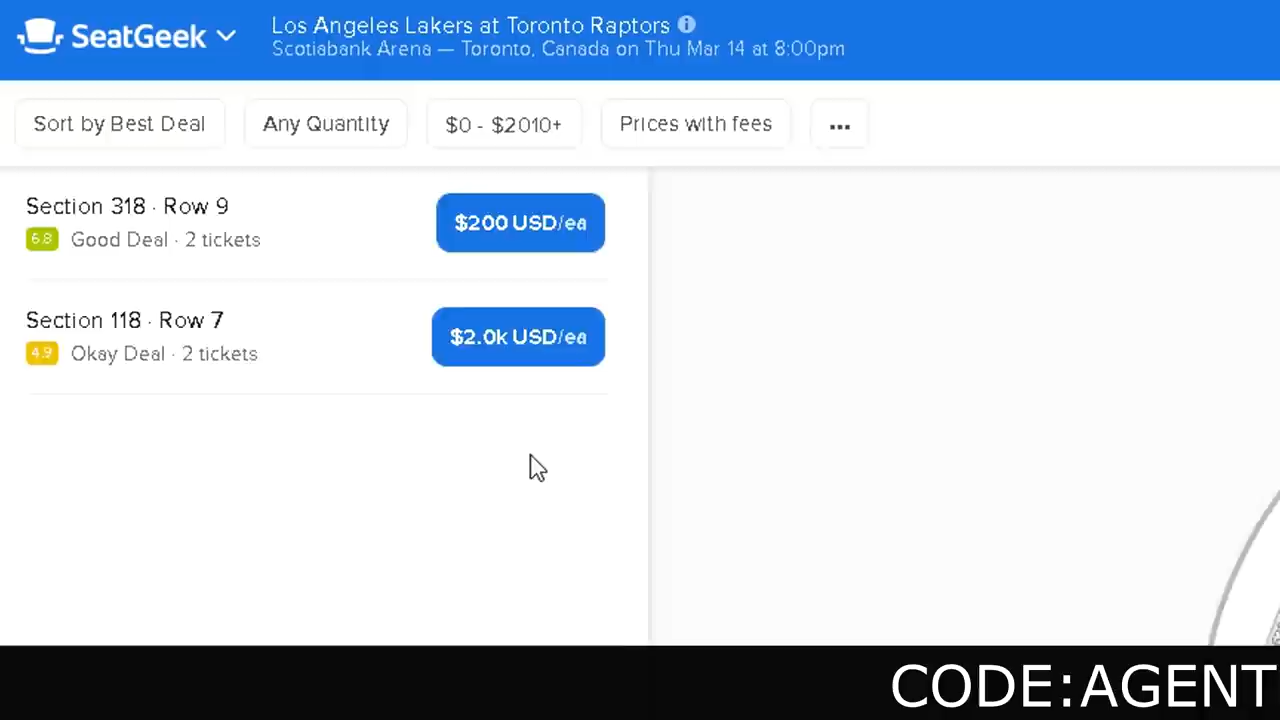 SeatGeek
Los Angeles Lakers at Toronto Raptors
Scotiabank Arena — Toronto, Canada on Thu Mar 14 at 8:00pm
Sort by Best Deal
Any Quantity
$0 - $2010+
Prices with fees
...
Section 318 · Row 9
6.8 Good Deal · 2 tickets
$200 USD/ea
Section 118 · Row 7
4.9 Okay Deal · 2 tickets
$2.0k USD/ea
CODE:AGENT